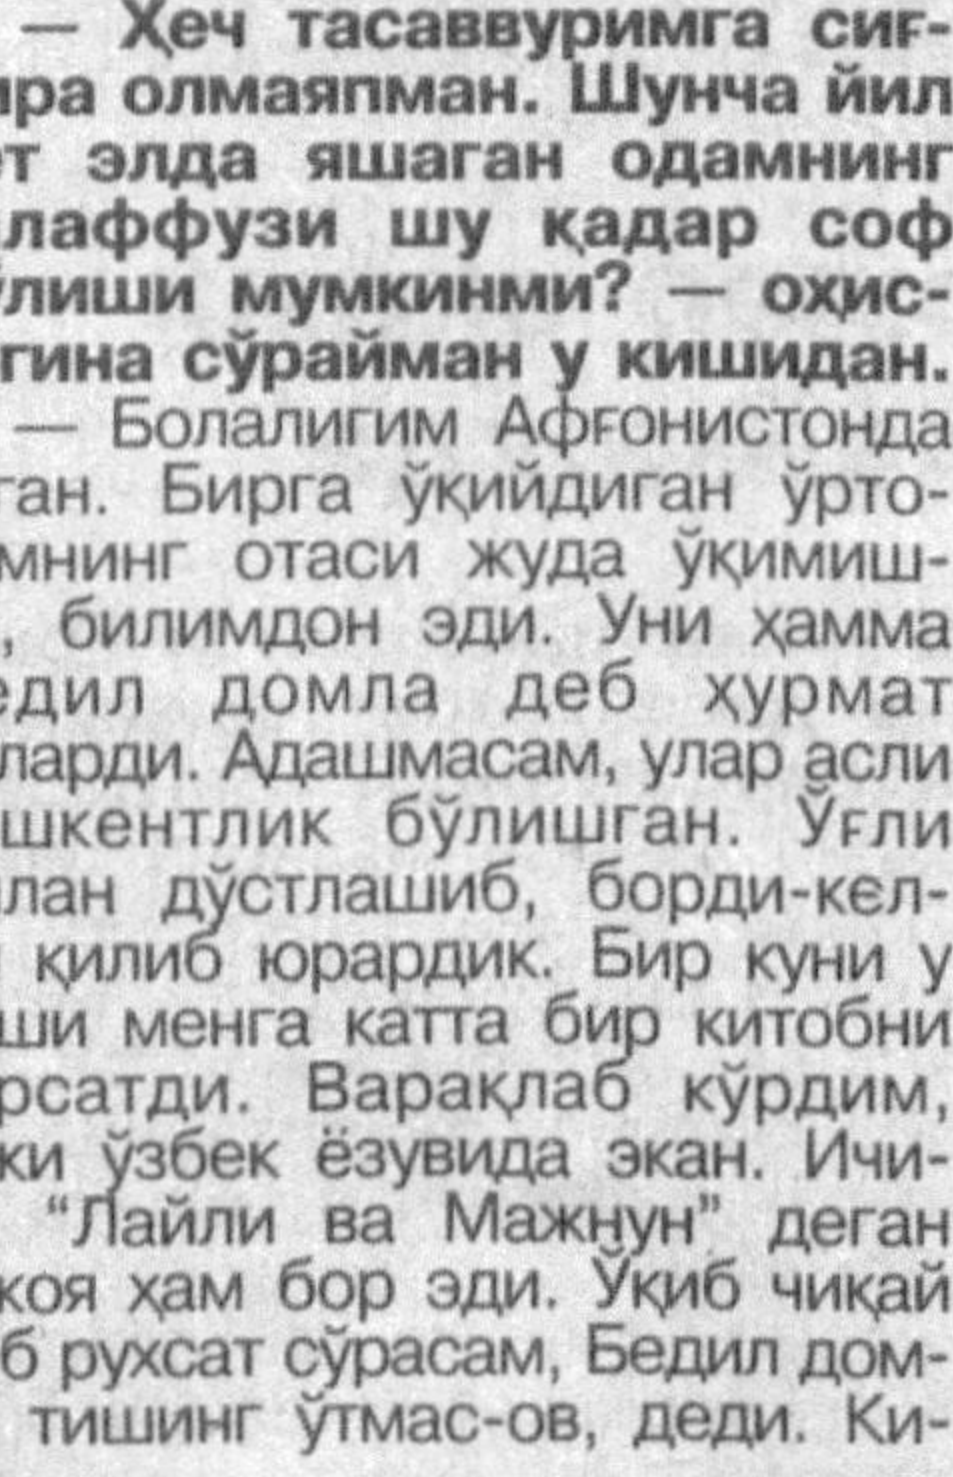 — Ҳеч тасаввуримга сиғ-
ира олмаяпман. Шунча йил
ет элда яшаган одамнинг
лаффузи шу қадар соф
ўлиши мумкинми? — оҳис-
гина сўрайман у кишидан.
— Болалигим Афғонистонда
ган. Бирга ўқийдиган ўрто-
мнинг отаси жуда ўқимиш-
, билимдон эди. Уни ҳамма
едил домла деб ҳурмат
ларди. Адашмасам, улар асли
шкентлик бўлишган. Ўғли
лан дўстлашиб, борди-кел-
қилиб юрардик. Бир куни у
ши менга катта бир китобни
рсатди. Варақлаб кўрдим,
ки ўзбек ёзувида экан. Ичи-
“Лайли ва Мажнун” деган
коя ҳам бор эди. Ўқиб чиқай
б рухсат сўрасам, Бедил дом-
тишинг ўтмас-ов, деди. Ки-